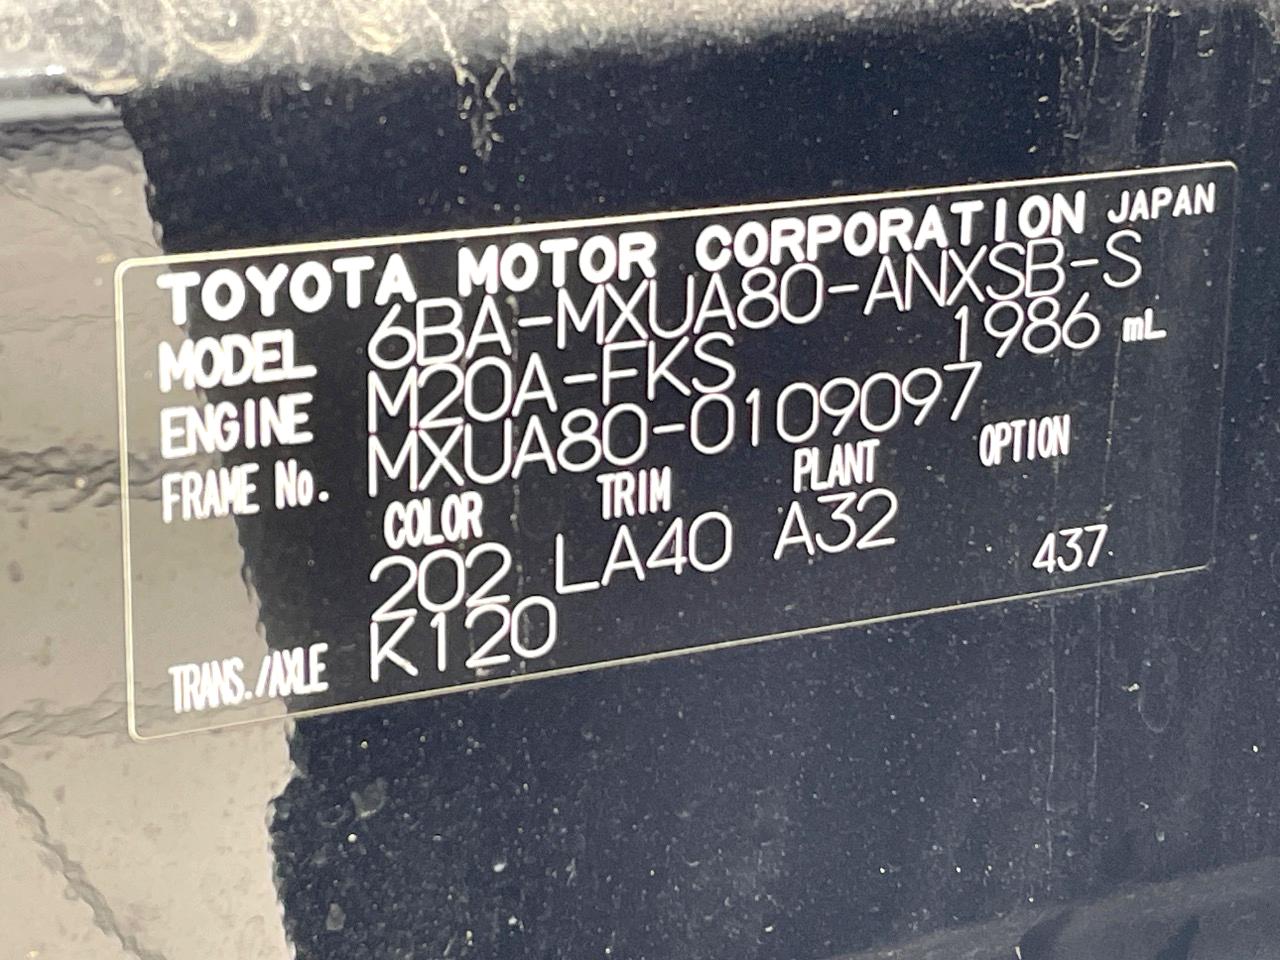 TOYOTA MOTOR CORPORATION JAPAN
MODEL 6BA-MXUA80-ANXSB-S
ENGINE M20A-FKS 1986 mL
FRAME No. MXUA80-0109097
COLOR TRIM PLANT OPTION
202 LA40 A32
TRANS./AXLE K120 437